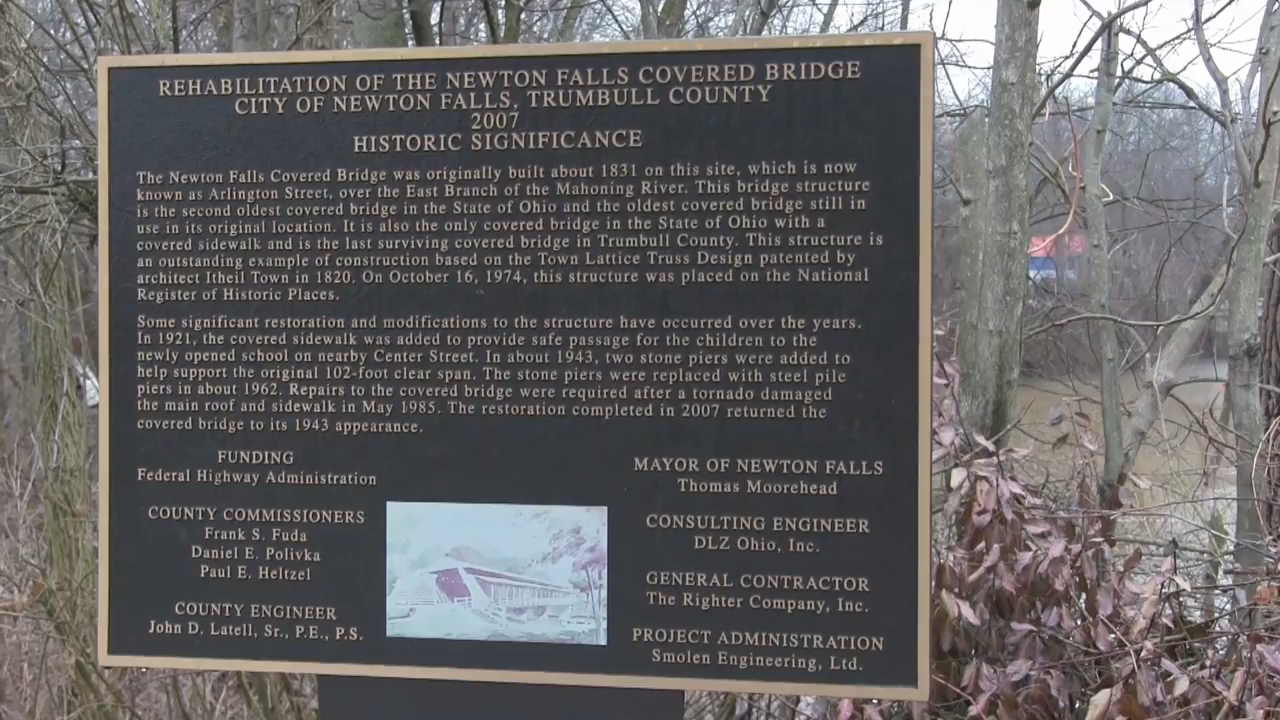 REHABILITATION OF THE NEWTON FALLS COVERED BRIDGE
CITY OF NEWTON FALLS, TRUMBULL COUNTY
2007
HISTORIC SIGNIFICANCE
The Newton Falls Covered Bridge was originally built about 1831 on this site, which is now
known as Arlington Street, over the East Branch of the Mahoning River. This bridge structure
is the second oldest covered bridge in the State of Ohio and the oldest covered bridge still in
use in its original location. It is also the only covered bridge in the State of Ohio with a
covered sidewalk and is the last surviving covered bridge in Trumbull County. This structure is
an outstanding example of construction based on the Town Lattice Truss Design patented by
architect Itheil Town in 1820. On October 16, 1974, this structure was placed on the National
Register of Historic Places.
Some significant restoration and modifications to the structure have occurred over the years.
In 1921, the covered sidewalk was added to provide safe passage for the children to the
newly opened school on nearby Center Street. In about 1943, two stone piers were added to
help support the original 102-foot clear span. The stone piers were replaced with steel pile
piers in about 1962. Repairs to the covered bridge were required after a tornado damaged
the main roof and sidewalk in May 1985. The restoration completed in 2007 returned the
covered bridge to its 1943 appearance.
FUNDING
Federal Highway Administration
COUNTY COMMISSIONERS
Frank S. Fuda
Daniel E. Polivka
Paul E. Heltzel
COUNTY ENGINEER
John D. Latell, Sr., P.E., P.S.
MAYOR OF NEWTON FALLS
Thomas Moorehead
CONSULTING ENGINEER
DLZ Ohio, Inc.
GENERAL CONTRACTOR
The Righter Company, Inc.
PROJECT ADMINISTRATION
Smolen Engineering, Ltd.